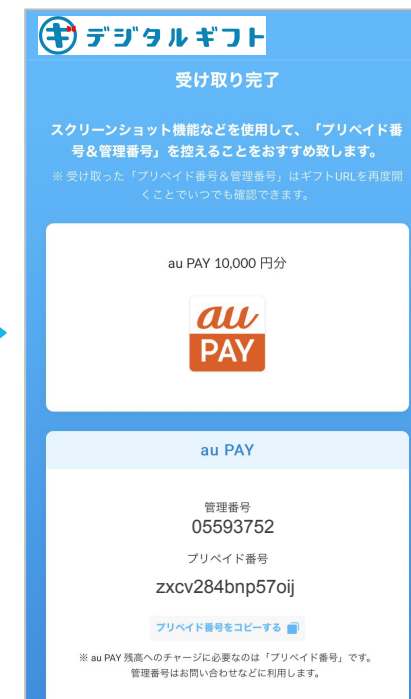 デジタルギフト
受け取り完了
スクリーンショット機能などを使用して、「プリペイド番
号&管理番号」を控えることをおすすめ致します。
※ 受け取った「プリペイド番号&管理番号」はギフトURLを再度開
くことでいつでも確認できます。
au PAY 10,000 円分
au
PAY
au PAY
管理番号
05593752
プリペイド番号
zxcv284bnp57oij
プリペイド番号をコピーする
※ au PAY 残高へのチャージに必要なのは「プリペイド番号」です。
管理番号はお問い合わせなどに利用します。